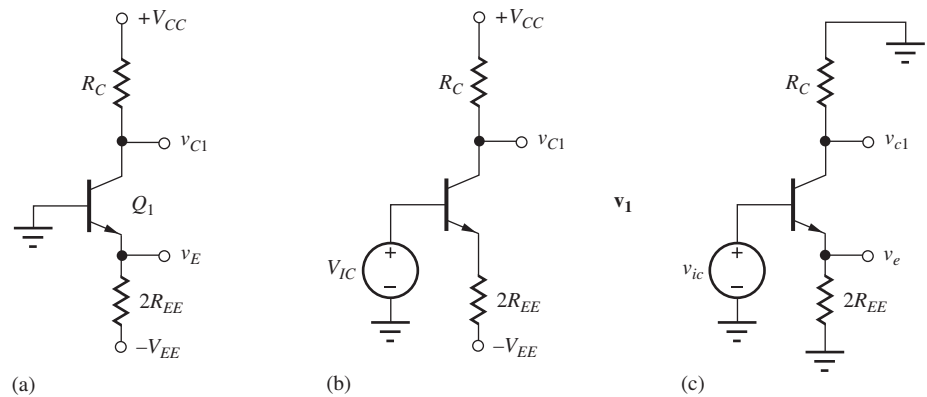 +V_CC
R_C
v_C1
Q_1
v_E
2R_EE
–V_EE
(a)
+V_CC
R_C
v_C1
V_IC
+
–
2R_EE
–V_EE
(b)
v_1
R_C
v_c1
v_ic
+
–
v_e
2R_EE
(c)